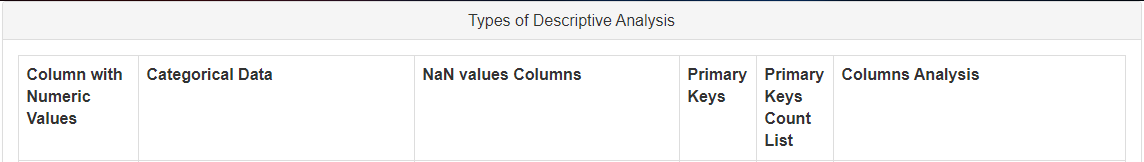 Types of Descriptive Analysis
Column with
Numeric
Values
Categorical Data
NaN values Columns
Primary
Keys
Primary
Keys
Count
List
Columns Analysis